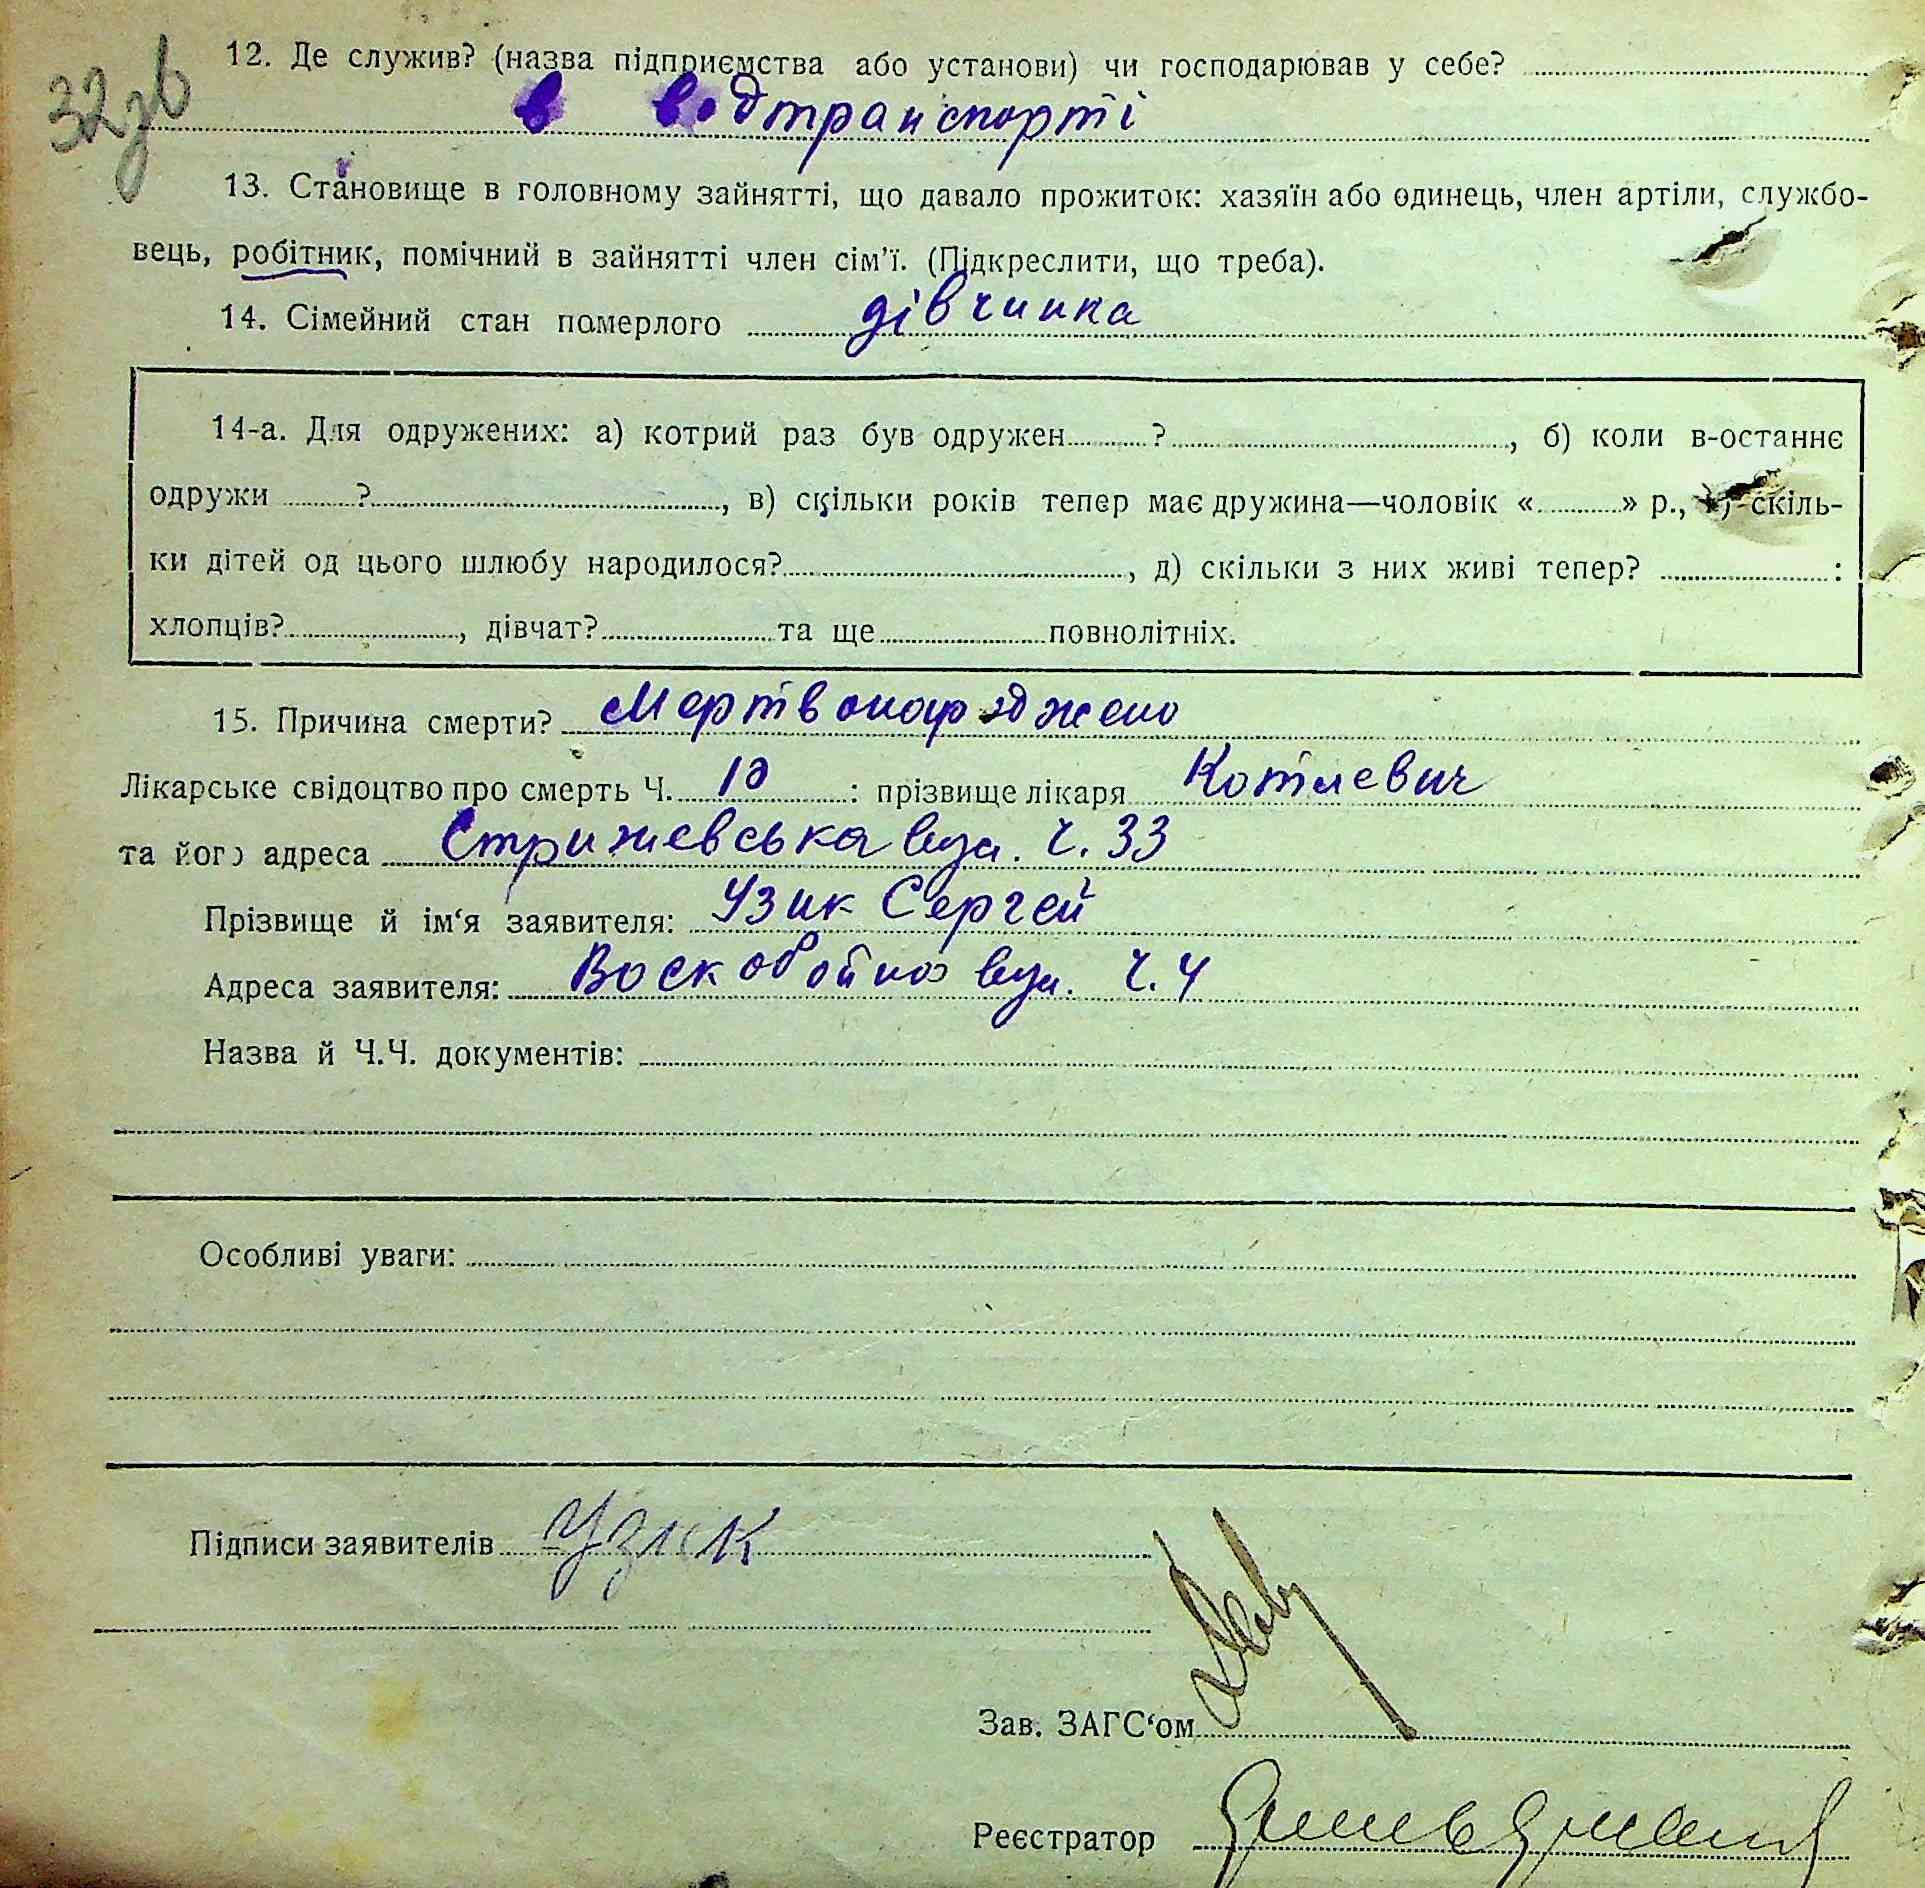 32зв
12. Де служив? (назва підприємства або установи) чи господарював у себе?
в водтранспорті
13. Становище в головному зайнятті, що давало прожиток: хазяїн або одинець, член артіли, службо-
вець, робітник, помічний в зайнятті член сім'ї. (Підкреслити, що треба).
14. Сімейний стан померлого дівчинка
14-а. Для одружених: а) котрий раз був одружен ? , б) коли в-останнє
одружи ? , в) скільки років тепер має дружина—чоловік « » р., скіль-
ки дітей од цього шлюбу народилося? , д) скільки з них живі тепер? :
хлопців? , дівчат? та ще повнолітніх.
15. Причина смерти? Мертвонароджено
Лікарське свідоцтво про смерть Ч. 10 : прізвище лікаря Котлевич
та його адреса Стрижевська вул. ч. 33
Прізвище й ім'я заявителя: Узик Сергей
Адреса заявителя: вул. ч. 4
Назва й Ч.Ч. документів:
Особливі уваги:
Підписи заявителів Узик
Зав. ЗАГС'ом
Реєстратор